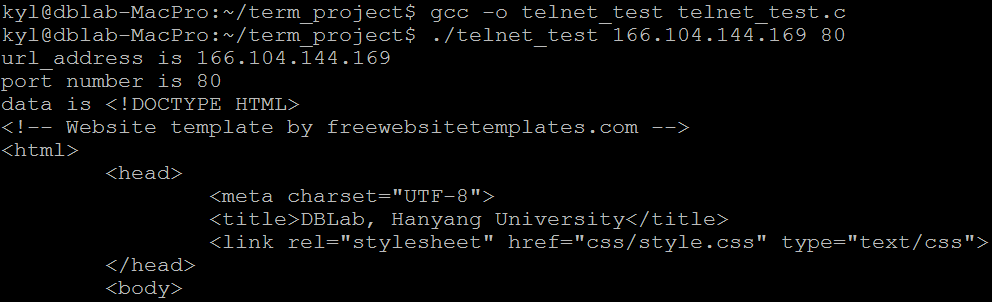 kyl@dblab-MacPro:~/term_project$ gcc -o telnet_test telnet_test.c
kyl@dblab-MacPro:~/term_project$ ./telnet_test 166.104.144.169 80
url_address is 166.104.144.169
port number is 80
data is <!DOCTYPE HTML>
<!-- Website template by freewebsitetemplates.com -->
<html>
        <head>
                <meta charset="UTF-8">
                <title>DBLab, Hanyang University</title>
                <link rel="stylesheet" href="css/style.css" type="text/css">
        </head>
        <body>